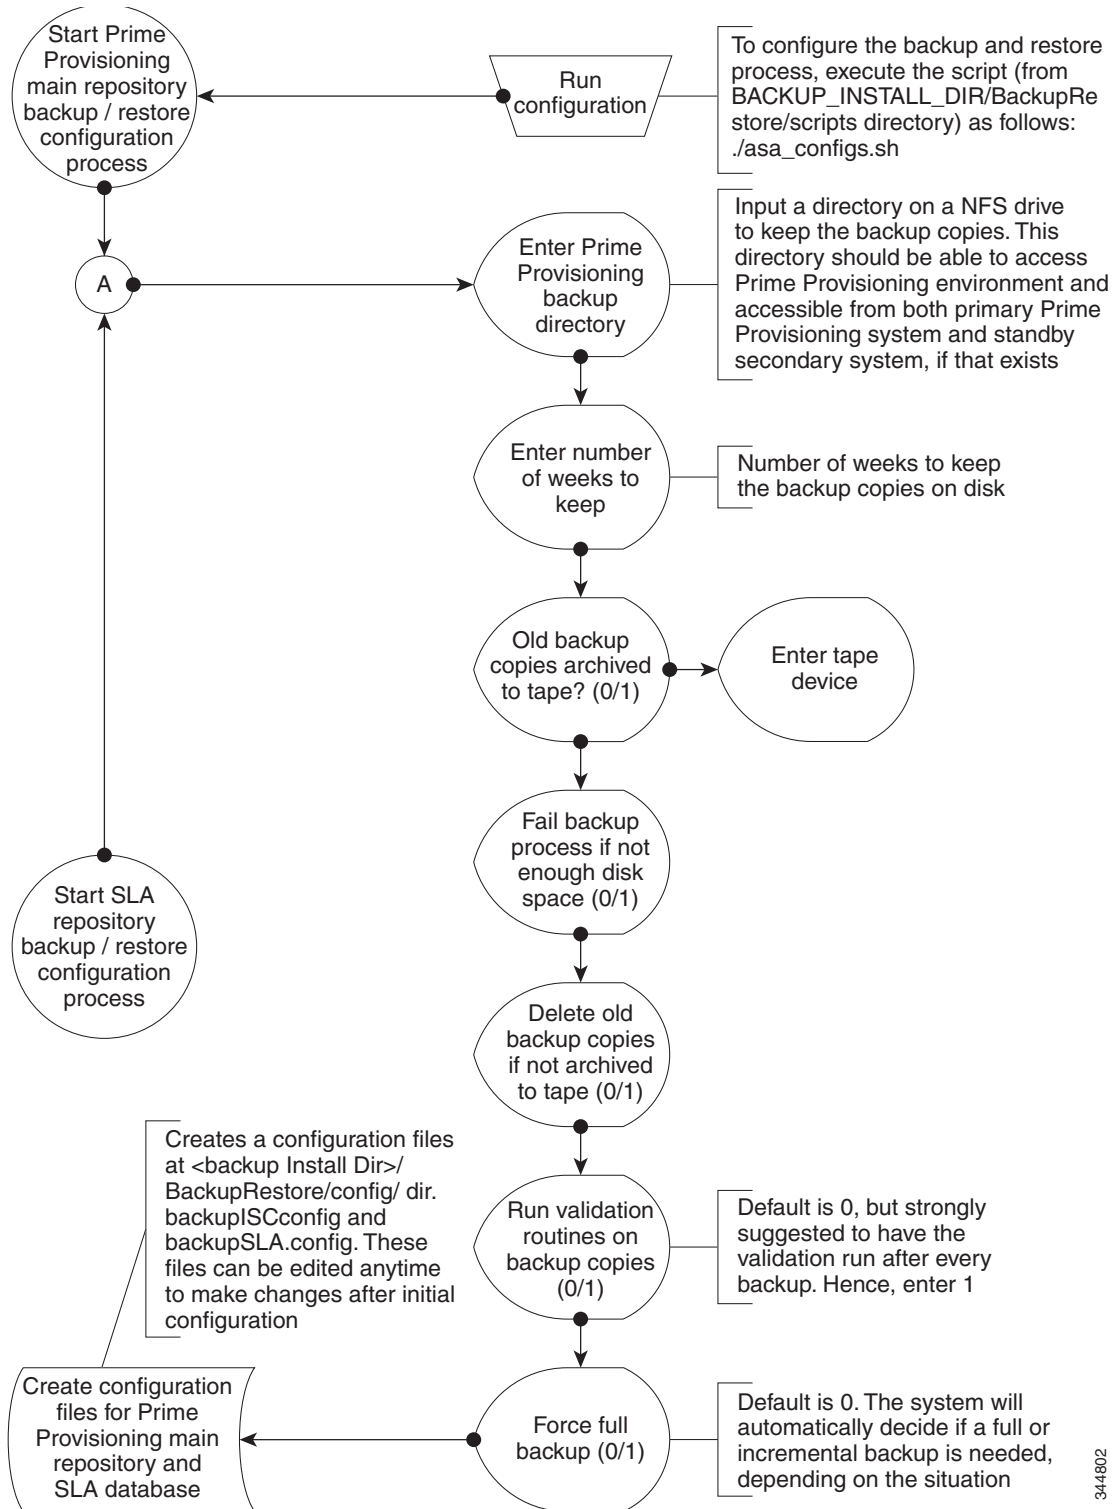 Start Prime
Provisioning
main repository
backup / restore
configuration
process
Run
configuration
To configure the backup and restore
process, execute the script (from
BACKUP_INSTALL_DIR/BackupRe
store/scripts directory) as follows:
./asa_configs.sh
A
Enter Prime
Provisioning
backup
directory
Input a directory on a NFS drive
to keep the backup copies. This
directory should be able to access
Prime Provisioning environment and
accessible from both primary Prime
Provisioning system and standby
secondary system, if that exists
Enter number
of weeks to
keep
Number of weeks to keep
the backup copies on disk
Old backup
copies archived
to tape? (0/1)
Enter tape
device
Fail backup
process if not
enough disk
space (0/1)
Start SLA
repository
backup / restore
configuration
process
Delete old
backup copies
if not archived
to tape (0/1)
Creates a configuration files
at <backup Install Dir>/
BackupRestore/config/ dir.
backupISCconfig and
backupSLA.config. These
files can be edited anytime
to make changes after initial
configuration
Run validation
routines on
backup copies
(0/1)
Default is 0, but strongly
suggested to have the
validation run after every
backup. Hence, enter 1
Create configuration
files for Prime
Provisioning main
repository and
SLA database
Force full
backup (0/1)
Default is 0. The system will
automatically decide if a full or
incremental backup is needed,
depending on the situation
344802